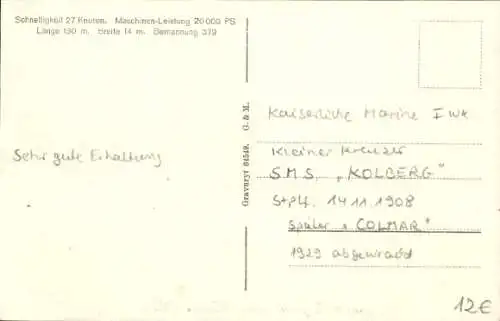 Schnelligkeit 27 Knoten. Maschinen-Leistung 20000 PS
Länge 130 m. Breite 14 m. Bemannung 379
Sehr gute Erhaltung
Gravuryt 84549. G. & M.
Kaiserliche Marine I WK
Kleiner Kreuzer
S.M.S. „KOLBERG"
Stplf. 14.11.1908
später „COLMAR"
1929 abgewrackt
12€